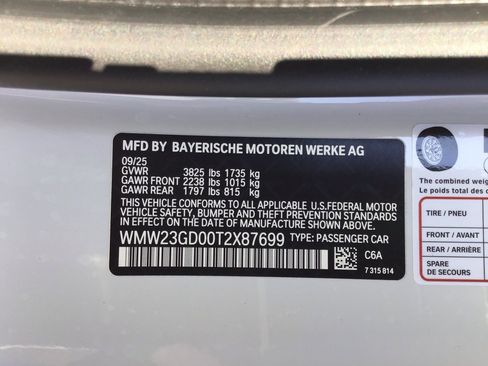 MFD BY BAYERISCHE MOTOREN WERKE AG
09/25
GVWR 3825 lbs 1735 kg
GAWR FRONT 2238 lbs 1015 kg
GAWR REAR 1797 lbs 815 kg
THIS VEHICLE CONFORMS TO ALL APPLICABLE U.S.FEDERAL MOTOR
VEHICLE SAFETY, BUMPER AND THEFT PREVENTION STANDARDS
IN EFFECT ON THE DATE OF MANUFACTURE SHOWN ABOVE.
WMW23GD00T2X87699 TYPE: PASSENGER CAR
C6A
7 315 814
The combined weig
Le poids total des
TIRE / PNEU
FRONT / AVANT
REAR / ARRIÈRE
SPARE
DE SECOURS